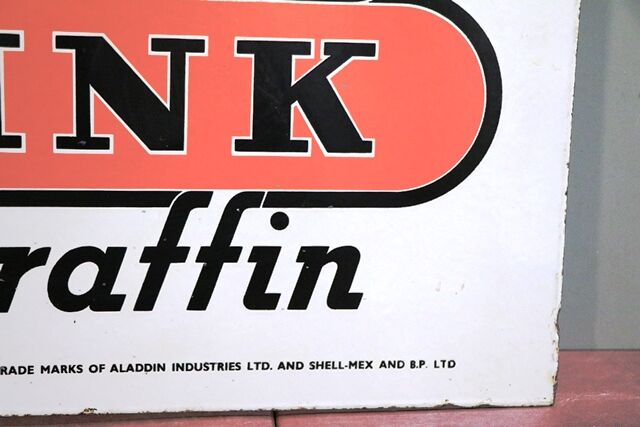 INK
raffin
RADE MARKS OF ALADDIN INDUSTRIES LTD. AND SHELL-MEX AND B.P. LTD